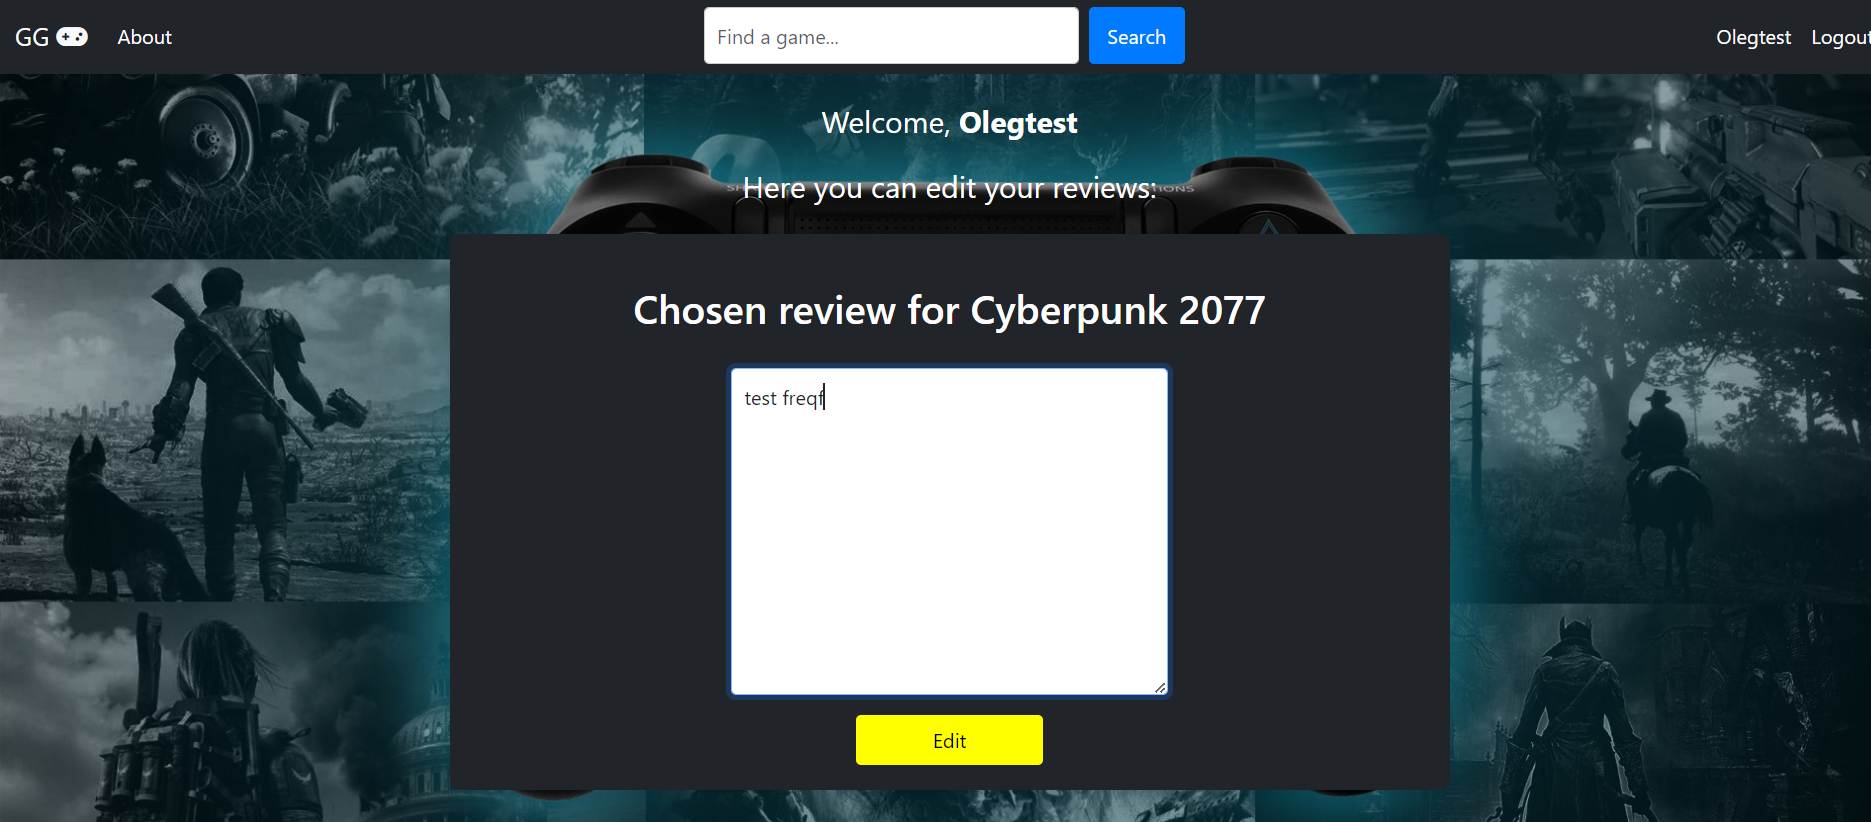 GG About Find a game... Search Olegtest Logout
Welcome, Olegtest
Here you can edit your reviews:
Chosen review for Cyberpunk 2077
test freqf
Edit